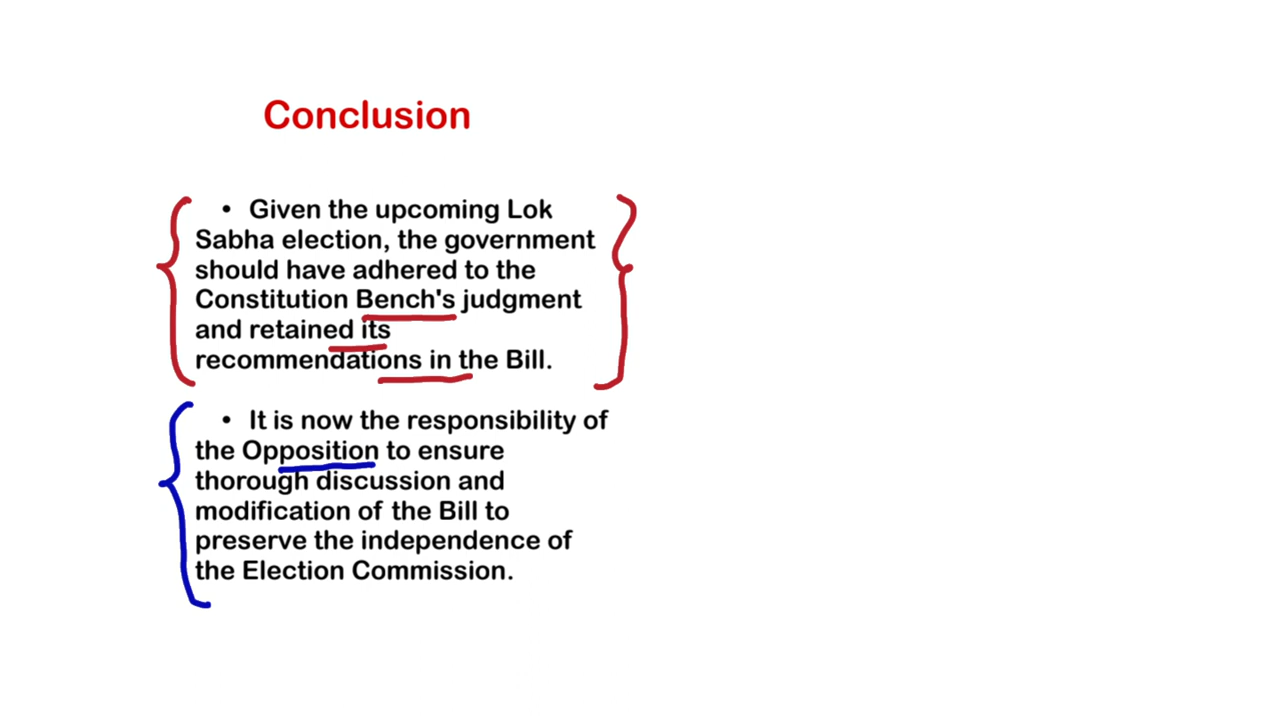 Conclusion
• Given the upcoming Lok
Sabha election, the government
should have adhered to the
Constitution Bench's judgment
and retained its
recommendations in the Bill.
• It is now the responsibility of
the Opposition to ensure
thorough discussion and
modification of the Bill to
preserve the independence of
the Election Commission.